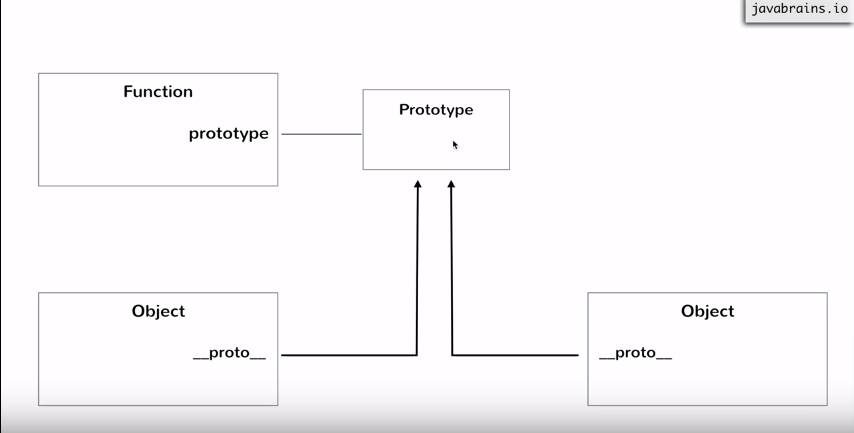 javabrains.io
Function
prototype
Prototype
Object
__proto__
Object
__proto__